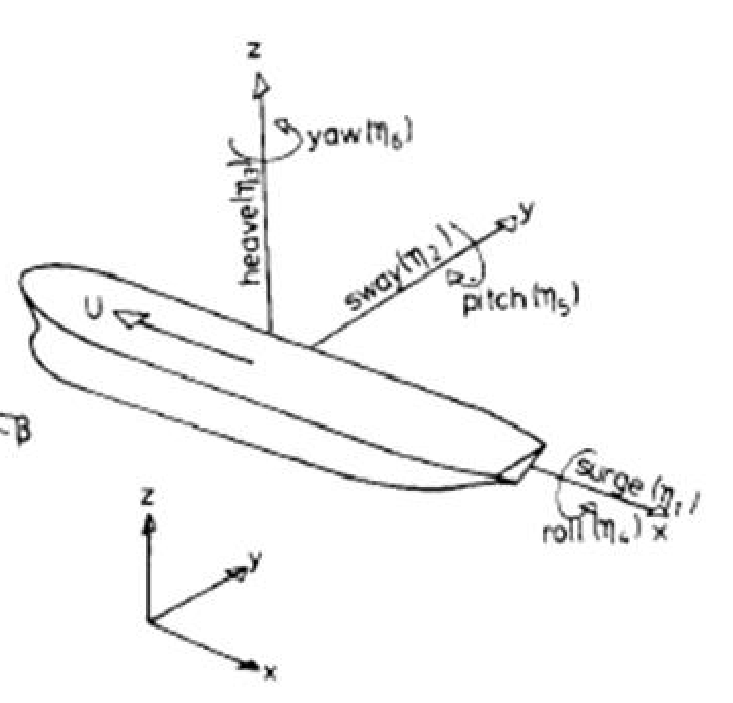 z
yaw(η₆)
heave(η₃)
y
sway(η₂)
pitch(η₅)
U
B
surge(η₁)
roll(η₄) x
z
y
x